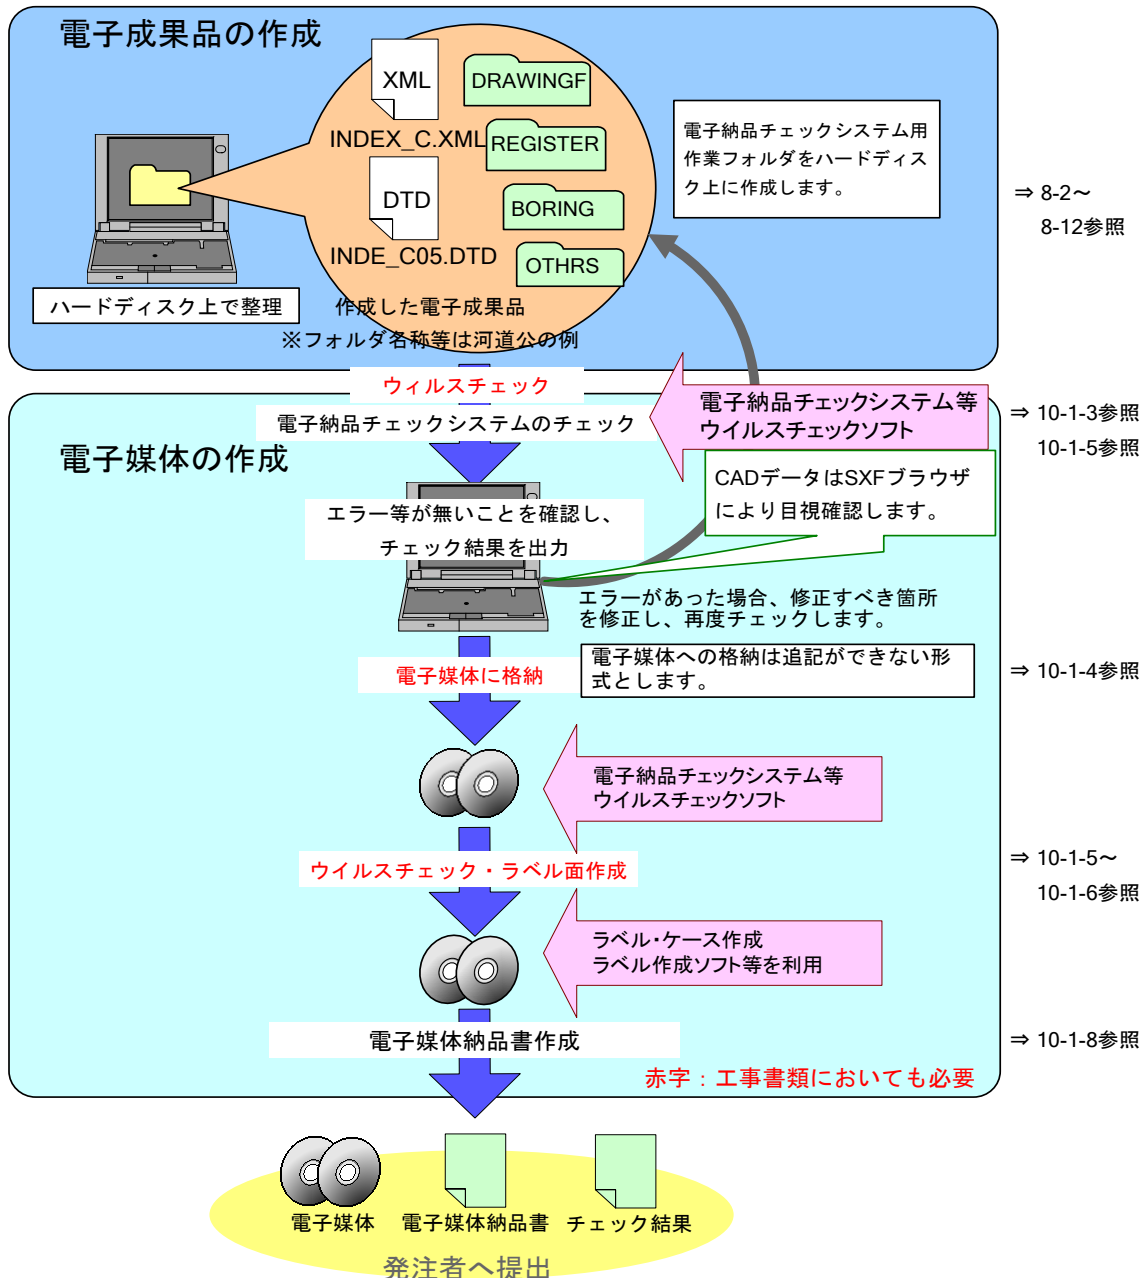 電子成果品の作成
XML
DRAWINGF
INDEX_C.XML
REGISTER
DTD
BORING
INDE_C05.DTD
OTHRS
ハードディスク上で整理
作成した電子成果品
※フォルダ名称等は河道公の例
電子納品チェックシステム用
作業フォルダをハードディス
ク上に作成します。
⇒ 8-2～
8-12参照
ウィルスチェック
電子納品チェックシステムのチェック
電子納品チェックシステム等
ウイルスチェックソフト
⇒ 10-1-3参照
10-1-5参照
電子媒体の作成
CADデータはSXFブラウザ
により目視確認します。
エラー等が無いことを確認し、
チェック結果を出力
エラーがあった場合、修正すべき箇所
を修正し、再度チェックします。
電子媒体に格納
電子媒体への格納は追記ができない形
式とします。
⇒ 10-1-4参照
電子納品チェックシステム等
ウイルスチェックソフト
ウイルスチェック・ラベル面作成
⇒ 10-1-5～
10-1-6参照
ラベル・ケース作成
ラベル作成ソフト等を利用
電子媒体納品書作成
⇒ 10-1-8参照
赤字：工事書類においても必要
電子媒体
電子媒体納品書
チェック結果
発注者へ提出